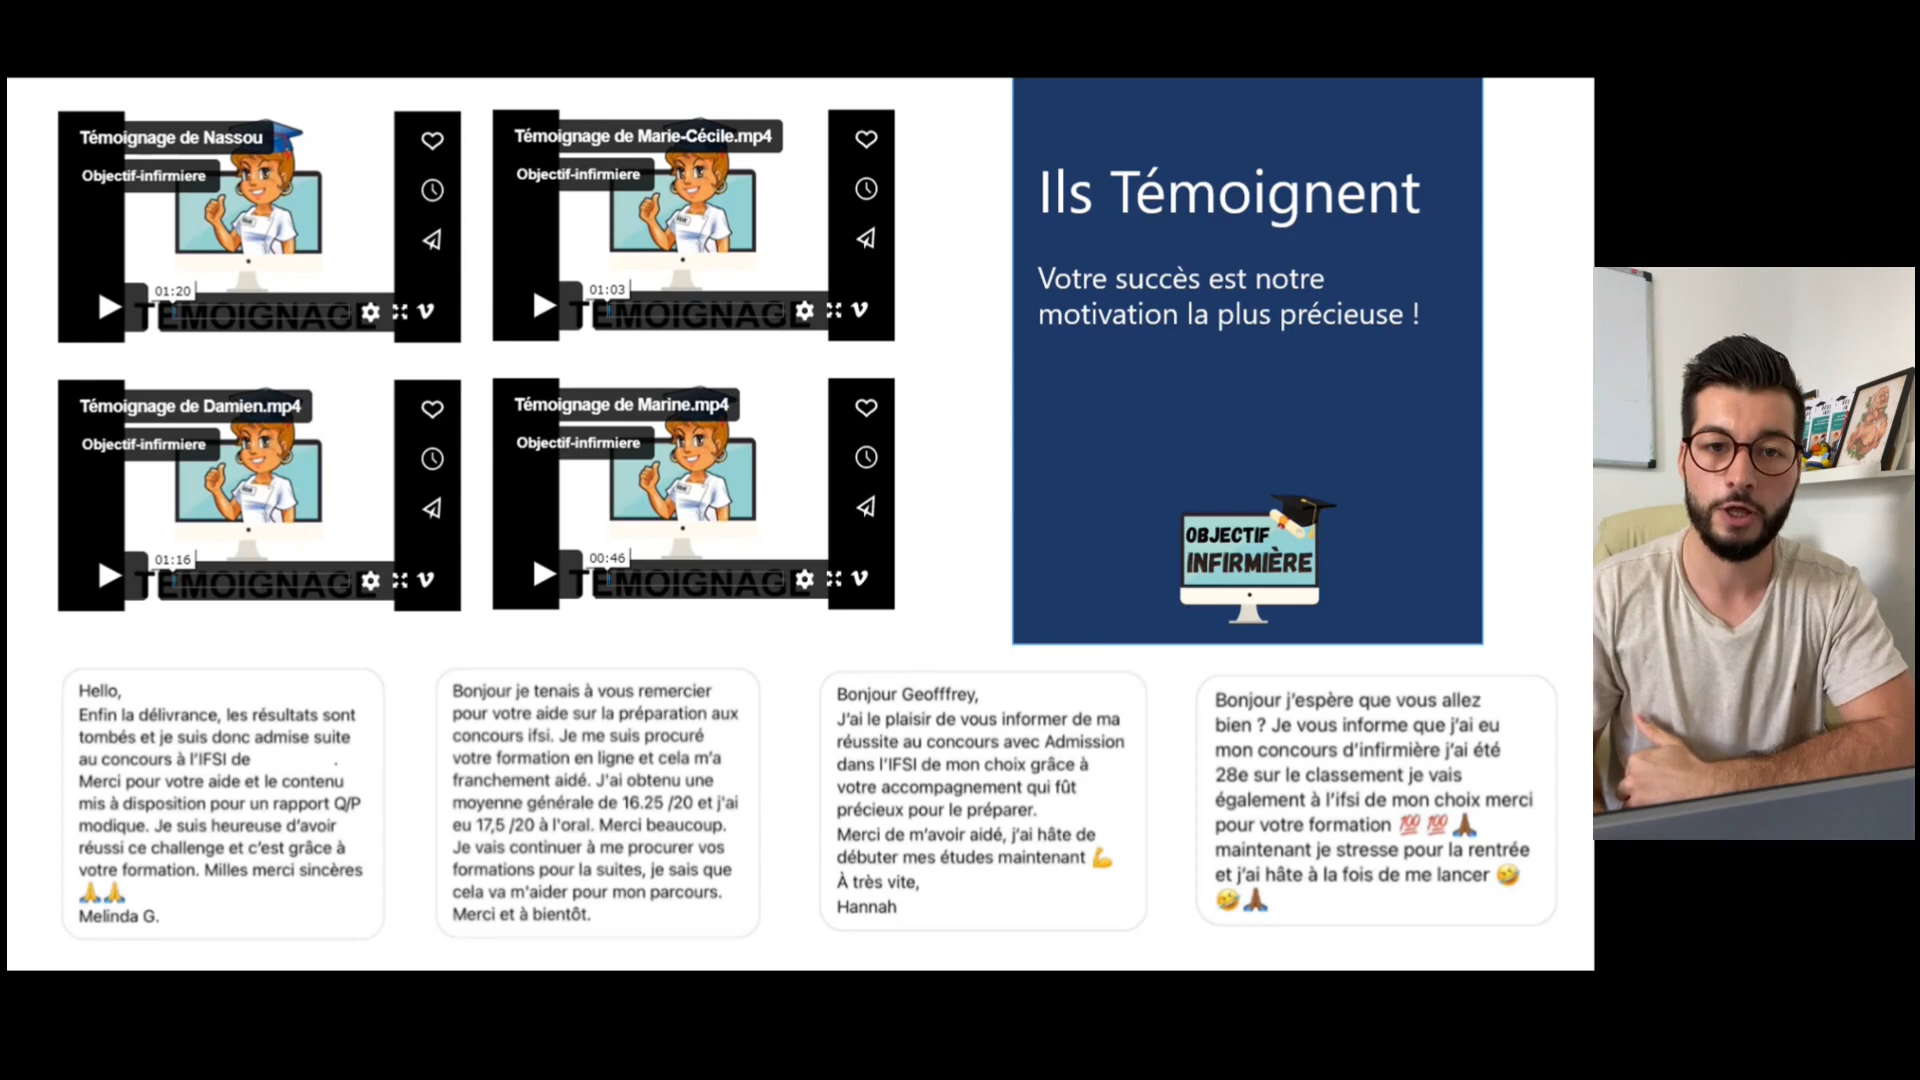 Témoignage de Nassou
Objectif-infirmiere
01:20
TÉMOIGNAGE
Témoignage de Marie-Cécile.mp4
Objectif-infirmiere
01:03
TÉMOIGNAGE
Témoignage de Damien.mp4
Objectif-infirmiere
01:16
TÉMOIGNAGE
Témoignage de Marine.mp4
Objectif-infirmiere
00:46
TÉMOIGNAGE
Ils Témoignent
Votre succès est notre
motivation la plus précieuse !
OBJECTIF
INFIRMIÈRE
Hello,
Enfin la délivrance, les résultats sont
tombés et je suis donc admise suite
au concours à l'IFSI de .
Merci pour votre aide et le contenu
mis à disposition pour un rapport Q/P
modique. Je suis heureuse d'avoir
réussi ce challenge et c'est grâce à
votre formation. Milles merci sincères
🙏🙏
Melinda G.
Bonjour je tenais à vous remercier
pour votre aide sur la préparation aux
concours ifsi. Je me suis procuré
votre formation en ligne et cela m'a
franchement aidé. J'ai obtenu une
moyenne générale de 16.25 /20 et j'ai
eu 17,5 /20 à l'oral. Merci beaucoup.
Je vais continuer à me procurer vos
formations pour la suites, je sais que
cela va m'aider pour mon parcours.
Merci et à bientôt.
Bonjour Geofffrey,
J'ai le plaisir de vous informer de ma
réussite au concours avec Admission
dans l'IFSI de mon choix grâce à
votre accompagnement qui fût
précieux pour le préparer.
Merci de m'avoir aidé, j'ai hâte de
débuter mes études maintenant 💪
À très vite,
Hannah
Bonjour j'espère que vous allez
bien ? Je vous informe que j'ai eu
mon concours d'infirmière j'ai été
28e sur le classement je vais
également à l'ifsi de mon choix merci
pour votre formation 💯 💯 🙏🏾
maintenant je stresse pour la rentrée
et j'ai hâte à la fois de me lancer 🤣
🤣🙏🏾